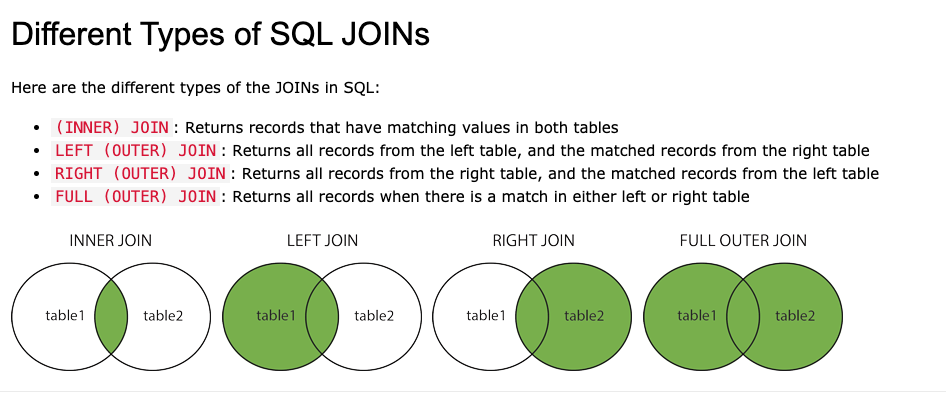 Different Types of SQL JOINs
Here are the different types of the JOINs in SQL:
• (INNER) JOIN: Returns records that have matching values in both tables
• LEFT (OUTER) JOIN: Returns all records from the left table, and the matched records from the right table
• RIGHT (OUTER) JOIN: Returns all records from the right table, and the matched records from the left table
• FULL (OUTER) JOIN: Returns all records when there is a match in either left or right table
INNER JOIN LEFT JOIN RIGHT JOIN FULL OUTER JOIN
table1 table2 table1 table2 table1 table2 table1 table2